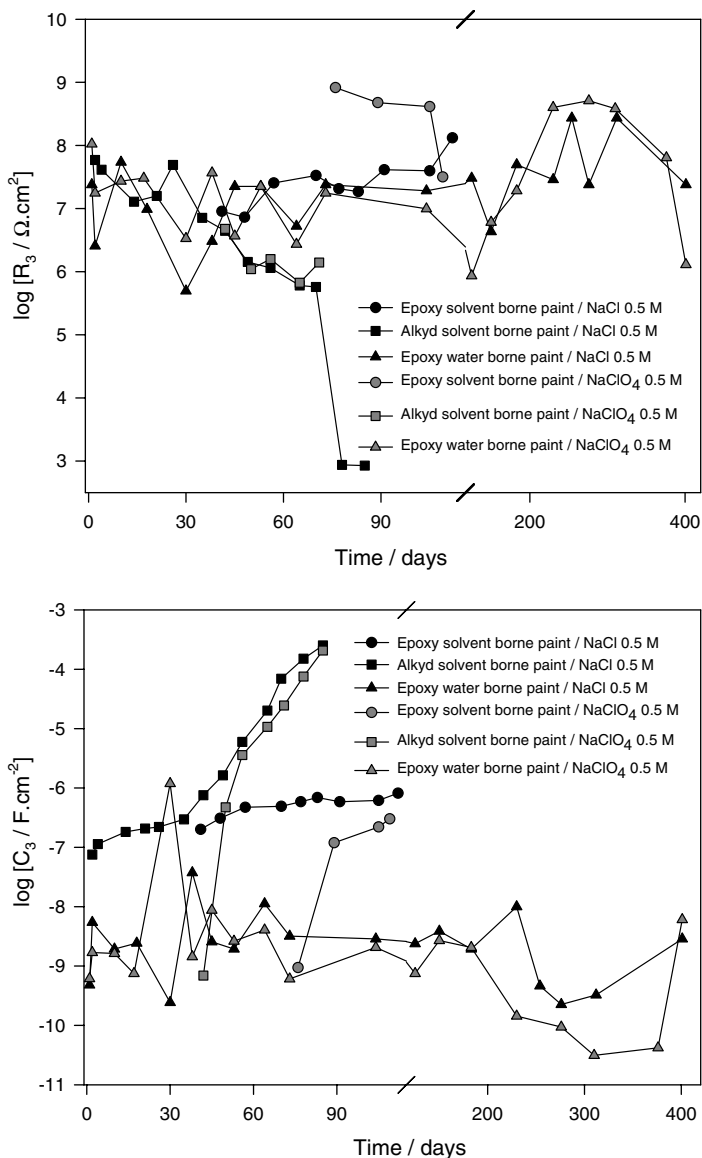 10
9
8
7
6
5
4
3
log [R3 / Ω.cm2]
Epoxy solvent borne paint / NaCl 0.5 M
Alkyd solvent borne paint / NaCl 0.5 M
Epoxy water borne paint / NaCl 0.5 M
Epoxy solvent borne paint / NaClO4 0.5 M
Alkyd solvent borne paint / NaClO4 0.5 M
Epoxy water borne paint / NaClO4 0.5 M
0 30 60 90 200 400
Time / days
-3
-4
-5
-6
-7
-8
-9
-10
-11
log [C3 / F.cm-2]
Epoxy solvent borne paint / NaCl 0.5 M
Alkyd solvent borne paint / NaCl 0.5 M
Epoxy water borne paint / NaCl 0.5 M
Epoxy solvent borne paint / NaClO4 0.5 M
Alkyd solvent borne paint / NaClO4 0.5 M
Epoxy water borne paint / NaClO4 0.5 M
0 30 60 90 200 400
Time / days